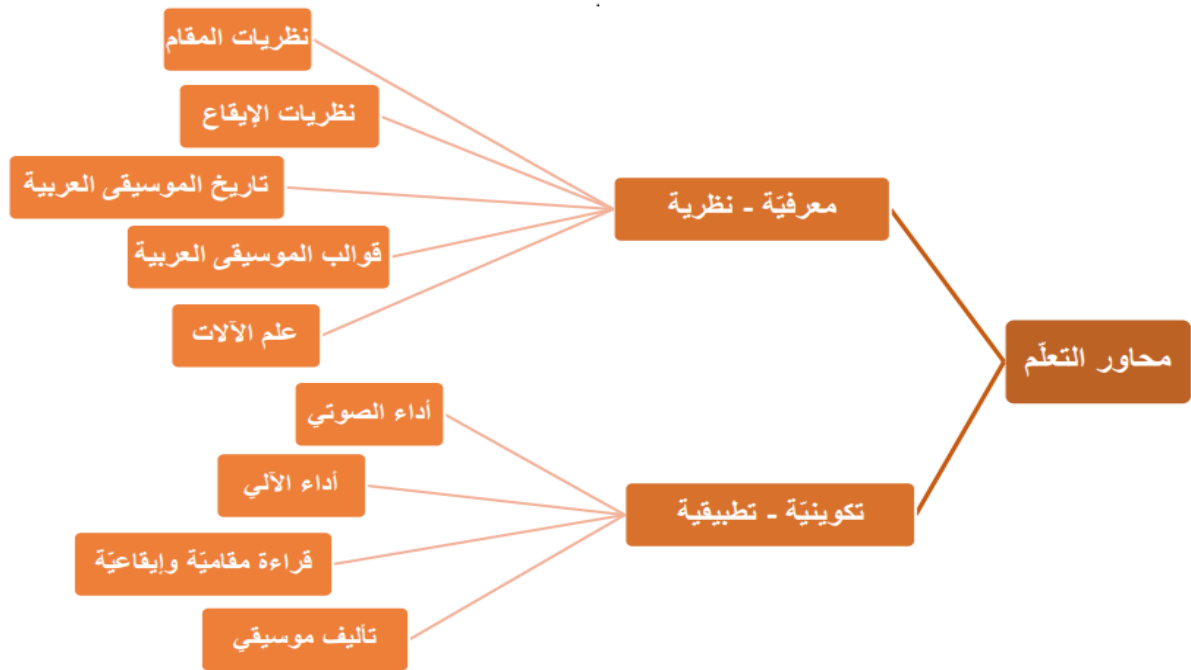 محاور التعلّم
معرفيّة - نظرية
نظريات المقام
نظريات الإيقاع
تاريخ الموسيقى العربية
قوالب الموسيقى العربية
علم الآلات
تكوينيّة - تطبيقية
أداء الصوتي
أداء الآلي
قراءة مقاميّة وإيقاعيّة
تأليف موسيقي